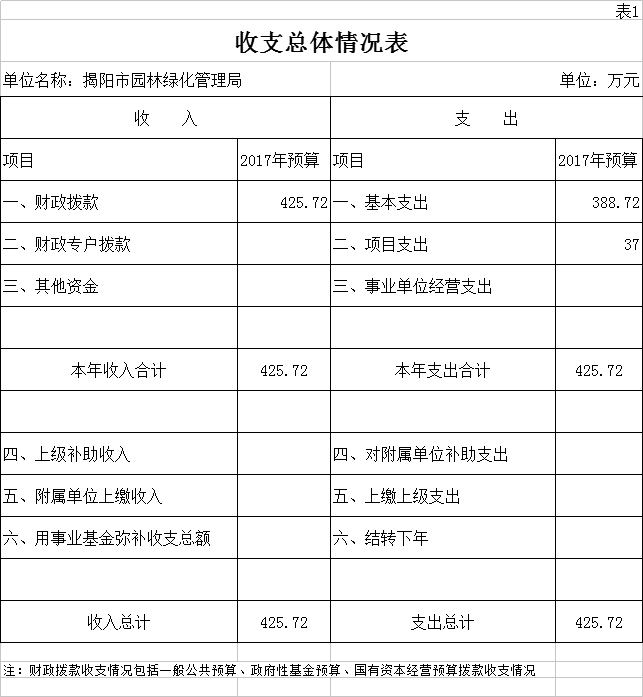 表1
收支总体情况表
单位名称：揭阳市园林绿化管理局 单位：万元
收 入 支 出
项目 2017年预算 项目 2017年预算
一、财政拨款 425.72 一、基本支出 388.72
二、财政专户拨款 二、项目支出 37
三、其他资金 三、事业单位经营支出
本年收入合计 425.72 本年支出合计 425.72
四、上级补助收入 四、对附属单位补助支出
五、附属单位上缴收入 五、上缴上级支出
六、用事业基金弥补收支总额 六、结转下年
收入总计 425.72 支出总计 425.72
注：财政拨款收支情况包括一般公共预算、政府性基金预算、国有资本经营预算拨款收支情况